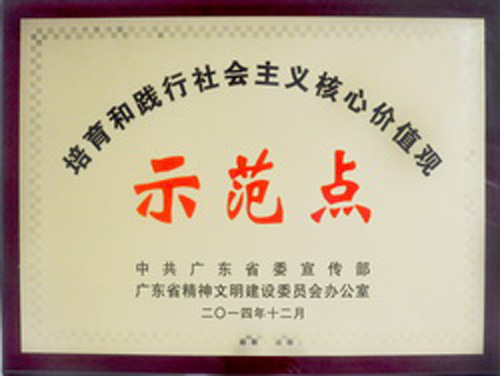 培育和践行社会主义核心价值观
示范点
中共广东省委宣传部
广东省精神文明建设委员会办公室
二〇一四年十二月